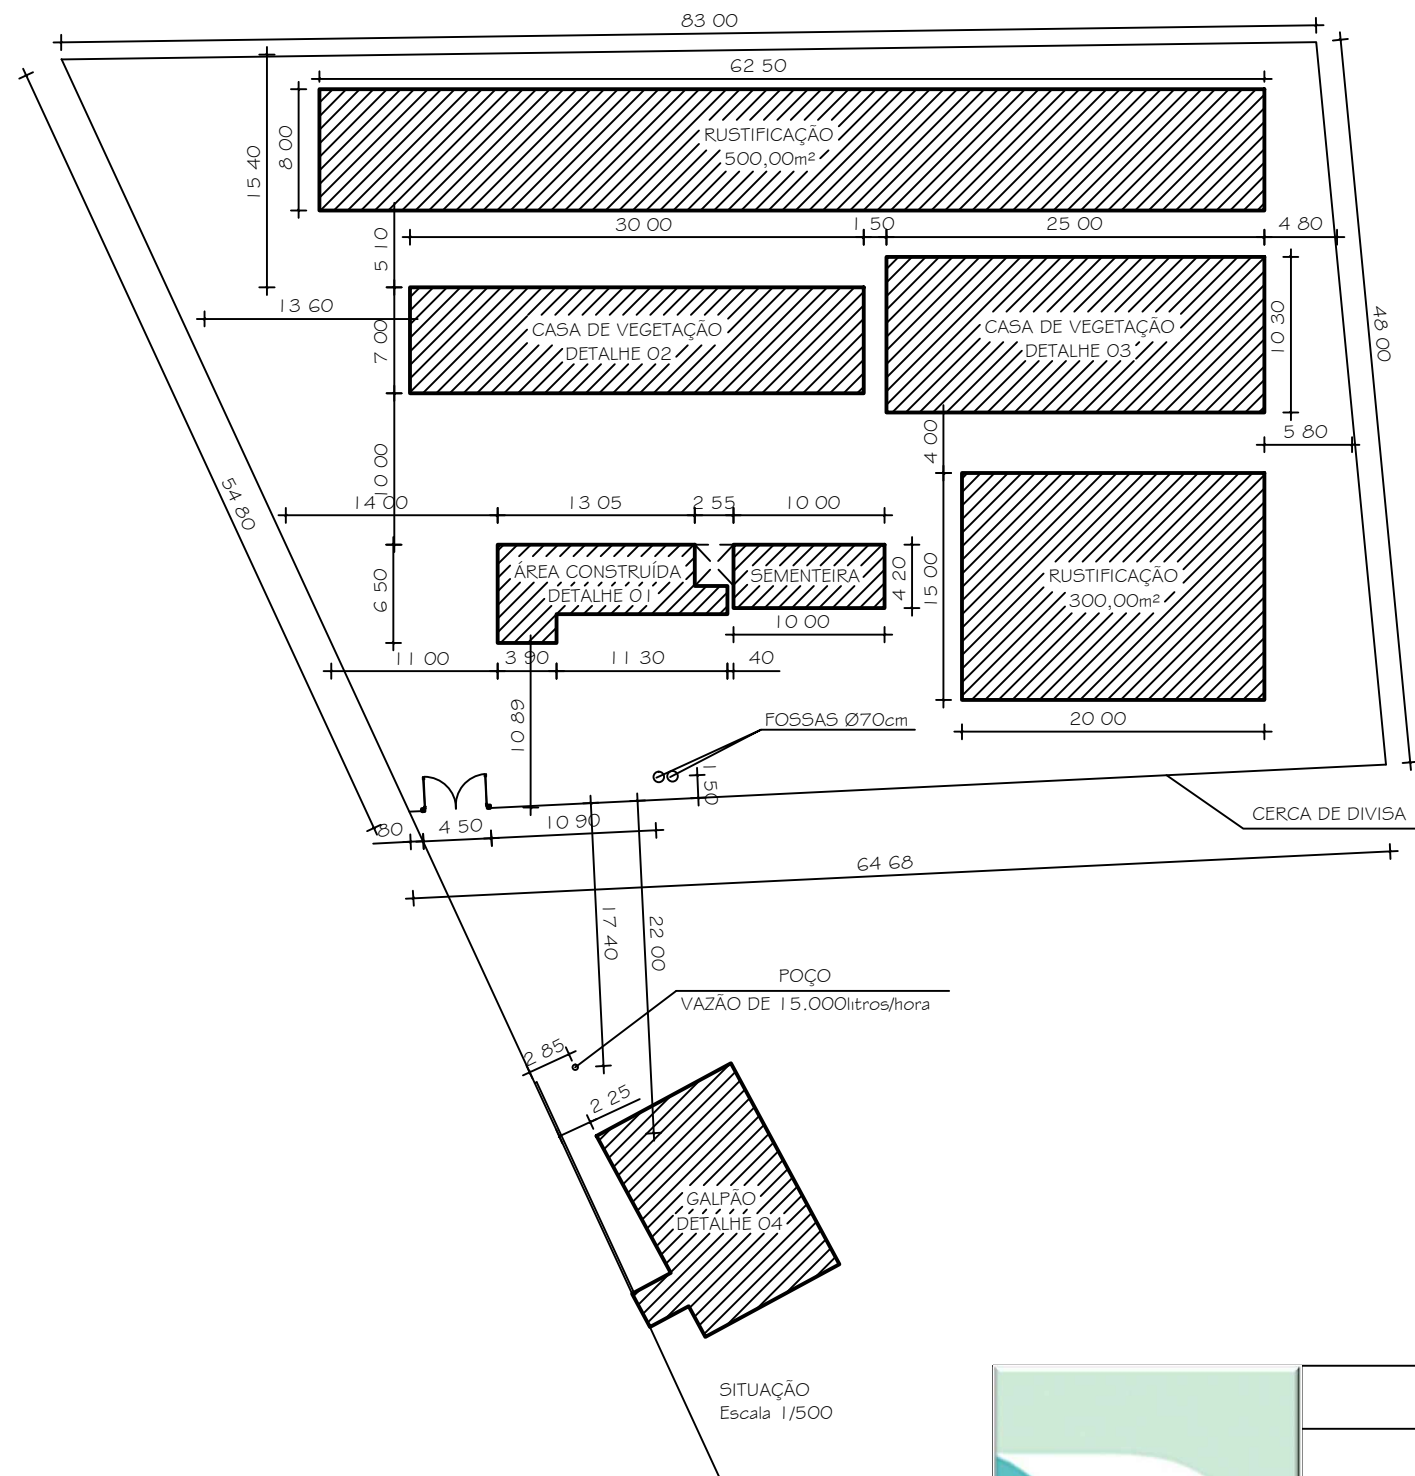 83 00
62 50
RUSTIFICAÇÃO
500,00m²
15 40
8 00
30 00
1 50
25 00
4 80
5 10
13 60
7 00
CASA DE VEGETAÇÃO
DETALHE 02
CASA DE VEGETAÇÃO
DETALHE 03
10 30
48 00
5 80
4 00
10 00
54 80
14 00
13 05
2 55
10 00
6 50
ÁREA CONSTRUÍDA
DETALHE 01
SEMENTEIRA
4 20
15 00
RUSTIFICAÇÃO
300,00m²
10 00
11 00
3 90
11 30
40
10 89
20 00
FOSSAS Ø70cm
1 50
CERCA DE DIVISA
80
4 50
10 90
64 68
17 40
22 00
POÇO
VAZÃO DE 15.000litros/hora
2 85
2 25
GALPÃO
DETALHE 04
SITUAÇÃO
Escala 1/500